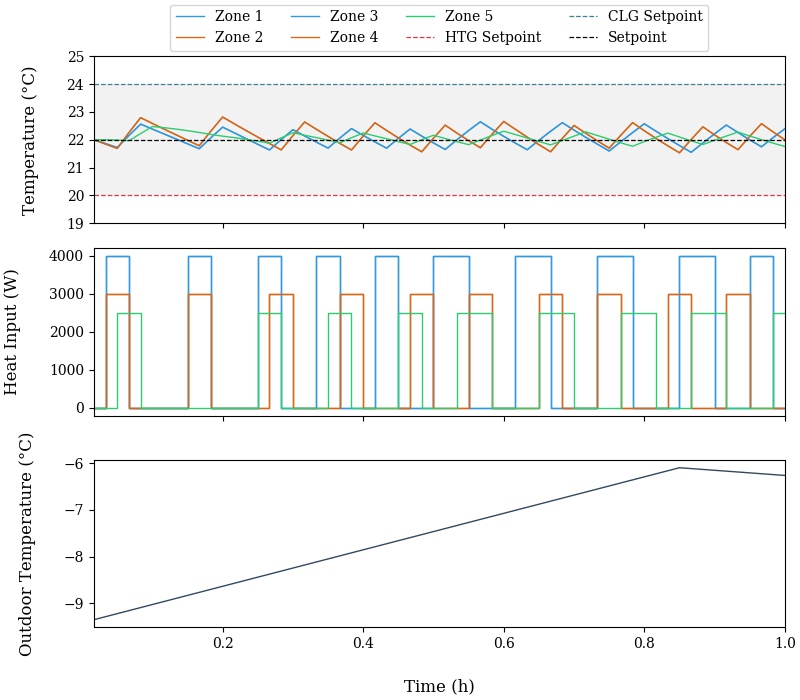 Zone 1 Zone 3 Zone 5 CLG Setpoint
Zone 2 Zone 4 HTG Setpoint Setpoint
Temperature (°C)
25
24
23
22
21
20
19
Heat Input (W)
4000
3000
2000
1000
0
Outdoor Temperature (°C)
−6
−7
−8
−9
0.2 0.4 0.6 0.8 1.0
Time (h)